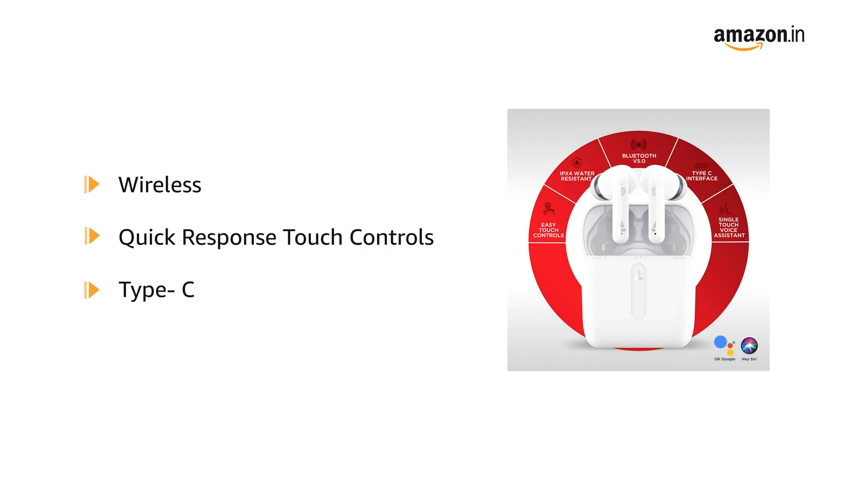 amazon.in
Wireless
Quick Response Touch Controls
Type- C
BLUETOOTH
V5.0
IPX4 WATER
RESISTANT
TYPE C
INTERFACE
EASY
TOUCH
CONTROLS
SINGLE
TOUCH
VOICE
ASSISTANT
OK Google
Hey Siri